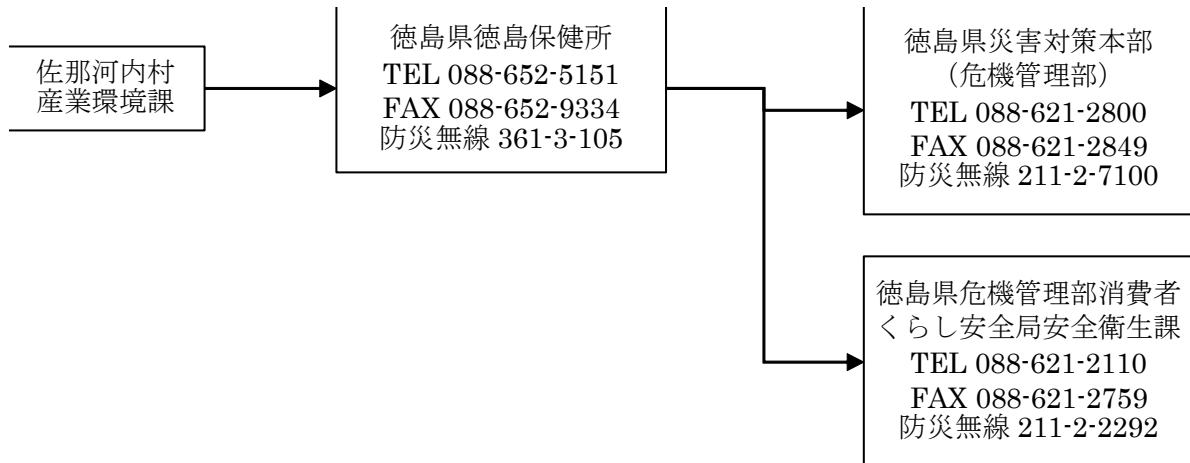 佐那河内村
産業環境課
徳島県徳島保健所
TEL 088-652-5151
FAX 088-652-9334
防災無線 361-3-105
徳島県災害対策本部
（危機管理部）
TEL 088-621-2800
FAX 088-621-2849
防災無線 211-2-7100
徳島県危機管理部消費者
くらし安全局安全衛生課
TEL 088-621-2110
FAX 088-621-2759
防災無線 211-2-2292